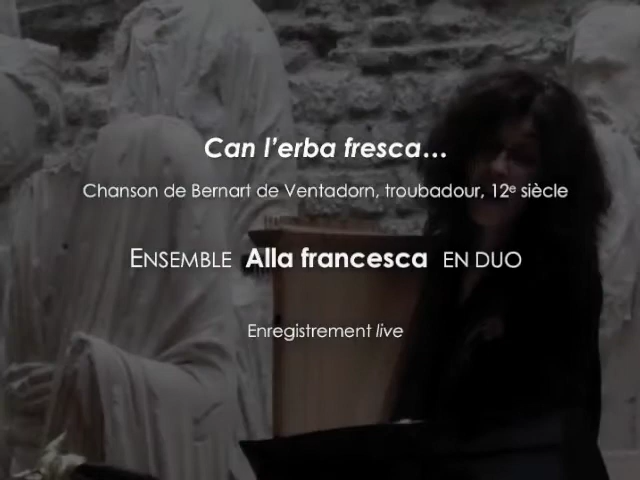 Can l'erba fresca...
Chanson de Bernart de Ventadorn, troubadour, 12e siècle
ENSEMBLE Alla francesca EN DUO
Enregistrement live